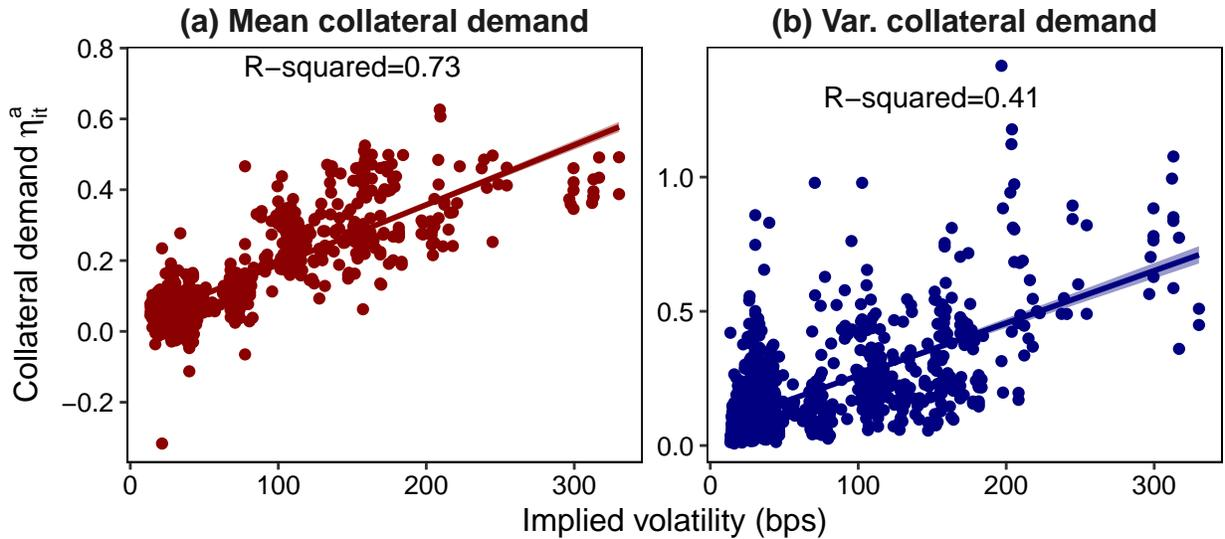 (a) Mean collateral demand
(b) Var. collateral demand
R−squared=0.73
R−squared=0.41
Collateral demand ηᵃᵢₜ
0.8
0.6
0.4
0.2
0.0
−0.2
1.0
0.5
0.0
0 100 200 300
0 100 200 300
Implied volatility (bps)